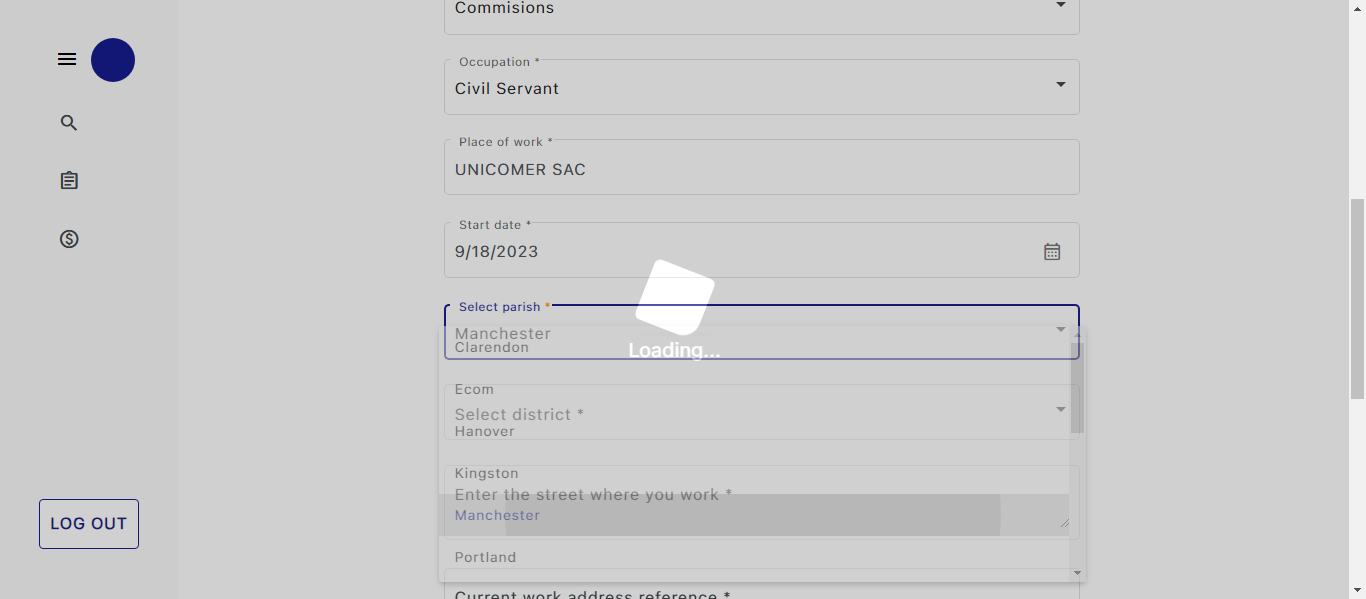 Commisions
Occupation *
Civil Servant
Place of work *
UNICOMER SAC
Start date *
9/18/2023
Select parish *
Manchester
Clarendon
Loading...
Ecom
Select district *
Hanover
Kingston
Enter the street where you work *
Manchester
LOG OUT
Portland
Current work address reference *